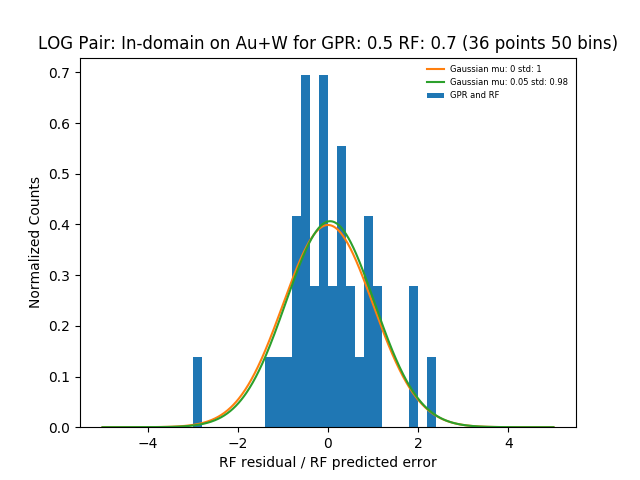 LOG Pair: In-domain on Au+W for GPR: 0.5 RF: 0.7 (36 points 50 bins)
Gaussian mu: 0 std: 1
Gaussian mu: 0.05 std: 0.98
GPR and RF
Normalized Counts
0.7
0.6
0.5
0.4
0.3
0.2
0.1
0.0
−4 −2 0 2 4
RF residual / RF predicted error